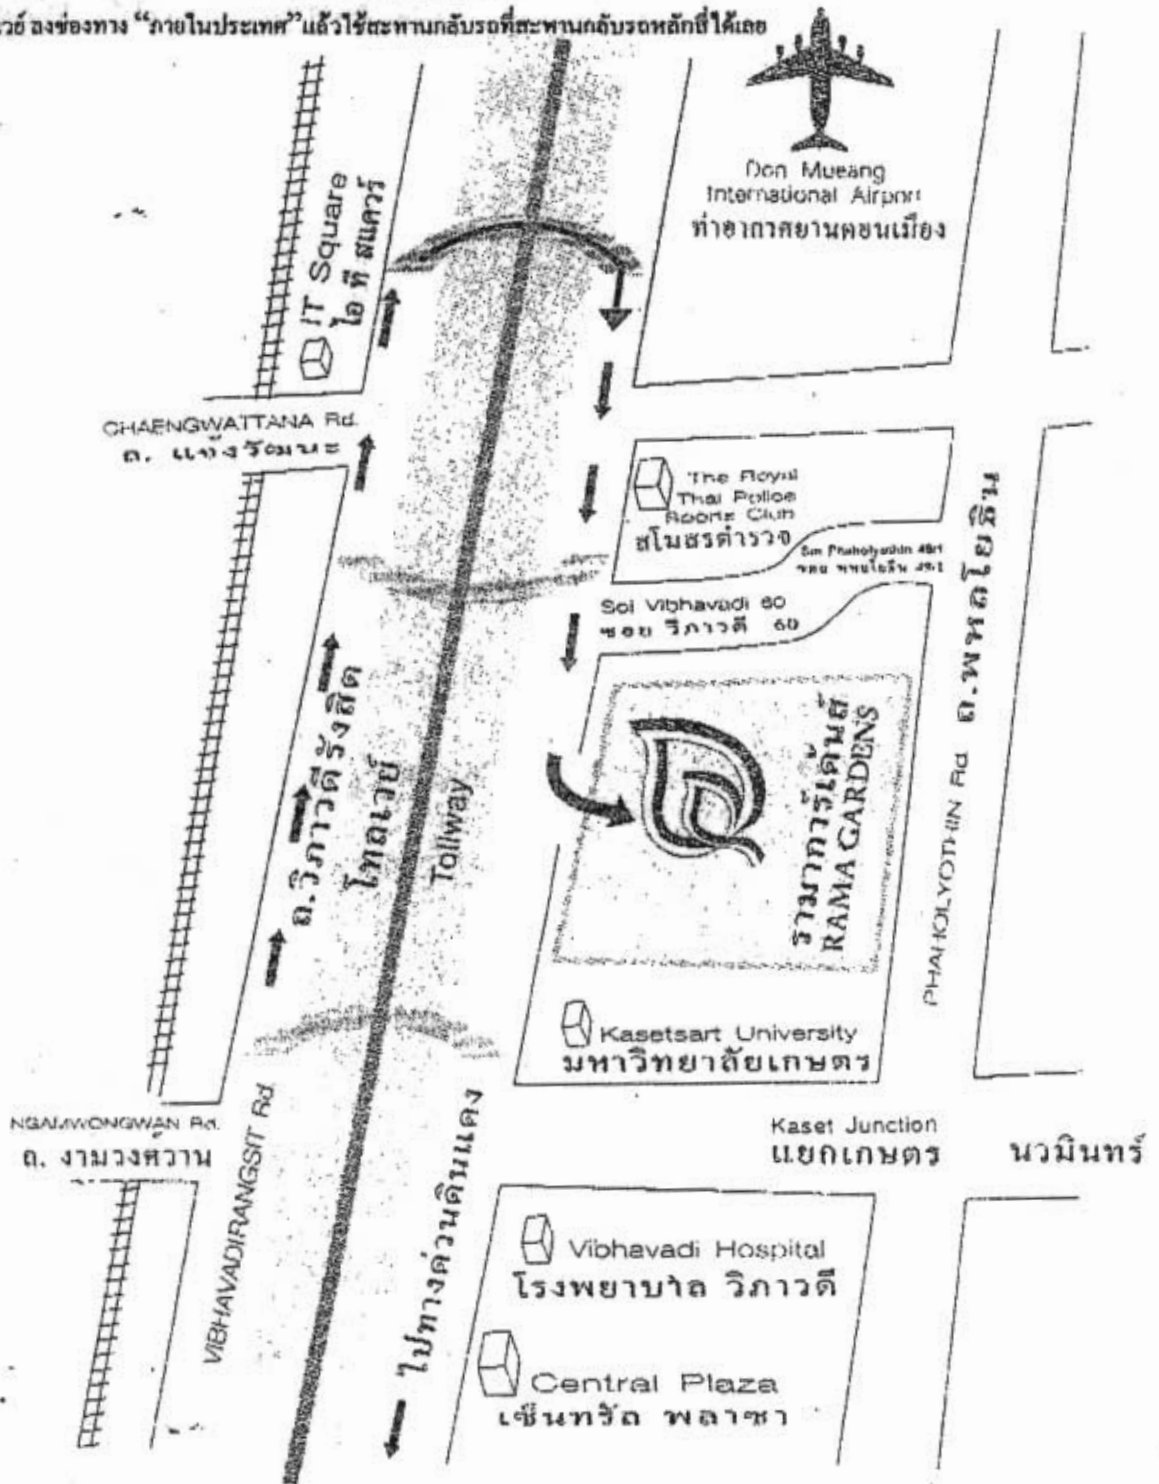 ลงช่องทาง “ภายในประเทศ”แล้วใช้สะพานกลับรถที่สะพานกลับรถหลักสี่ได้เลย
Don Mueang
International Airport
ท่าอากาศยานดอนเมือง
IT Square
ไอ ที สแควร์
CHAENGWATTANA Rd.
ถ. แจ้งวัฒนะ
The Royal
Thai Police
Sports Club
สโมสรตำรวจ
Soi Vibhavadi 60
ซอย วิภาวดี 60
ถ.พหลโยธิน
PHAHOLYOTHIN Rd
รามาการ์เด้นส์
RAMA GARDENS
ถ.วิภาวดีรังสิต
โทลเวย์
Tollway
Kasetsart University
มหาวิทยาลัยเกษตร
NGAMWONGWAN Rd.
ถ. งามวงศ์วาน
VIBHAVADIRANGSIT Rd
ไปทางด่วนดินแดง
Kaset Junction
แยกเกษตร
นวมินทร์
Vibhavadi Hospital
โรงพยาบาล วิภาวดี
Central Plaza
เซ็นทรัล พลาซา